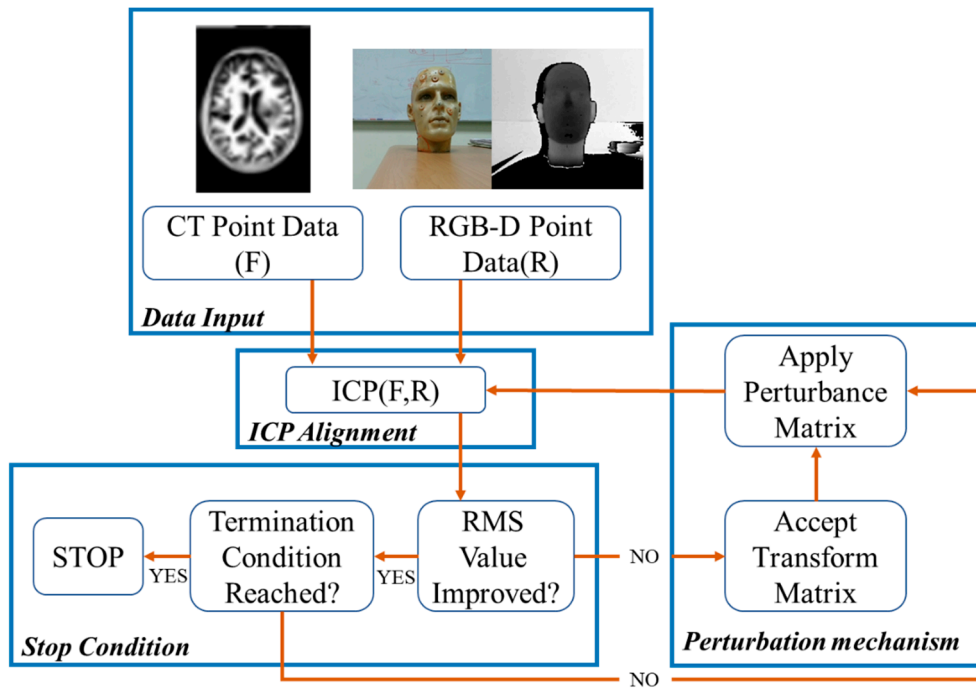 CT Point Data
(F)
RGB-D Point
Data(R)
Data Input
ICP(F,R)
ICP Alignment
Apply
Perturbance
Matrix
Accept
Transform
Matrix
Perturbation mechanism
STOP
YES
Termination
Condition
Reached?
YES
RMS
Value
Improved?
NO
Stop Condition
NO